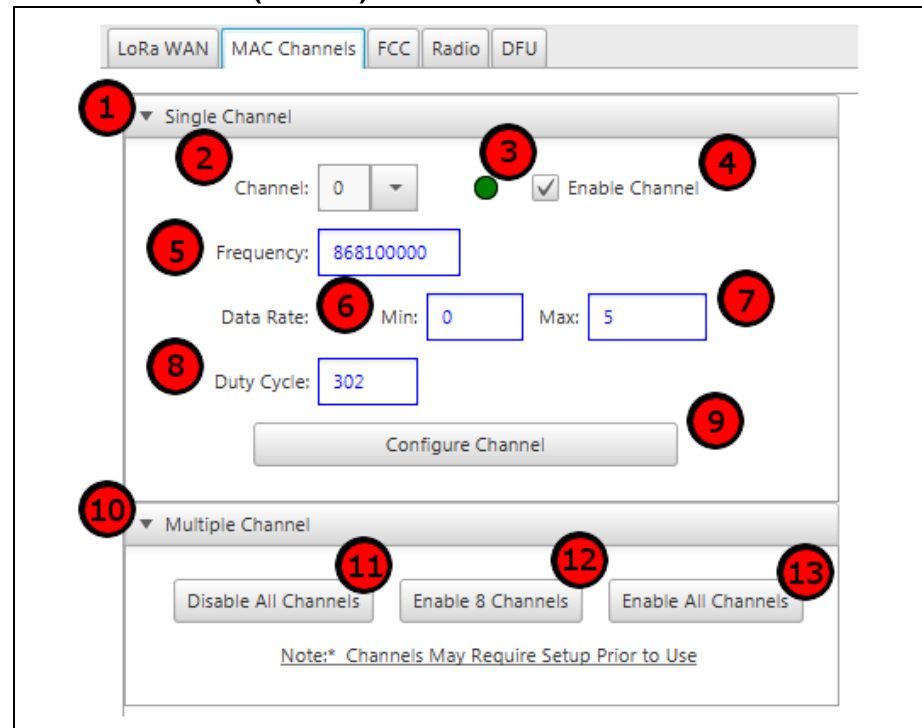 LoRa WAN MAC Channels FCC Radio DFU
1 Single Channel
2 3 4
Channel: 0 Enable Channel
5 Frequency: 868100000
Data Rate: 6 Min: 0 Max: 5 7
8 Duty Cycle: 302
Configure Channel 9
10 Multiple Channel
11 12 13
Disable All Channels Enable 8 Channels Enable All Channels
Note:* Channels May Require Setup Prior to Use